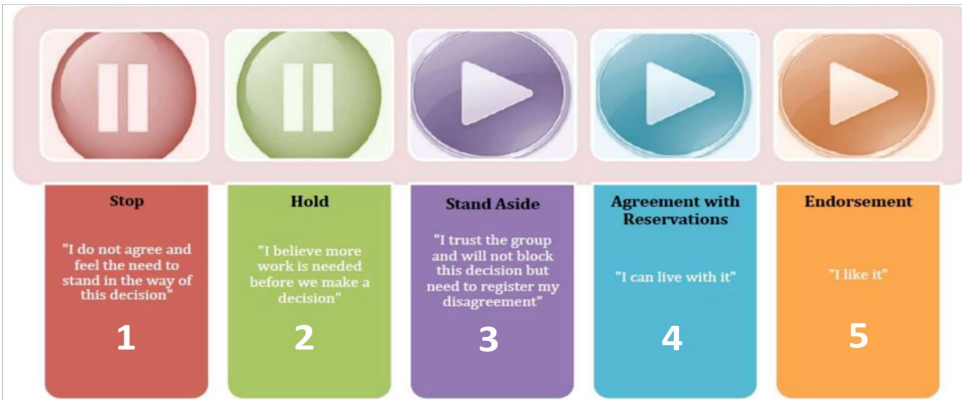 Stop
"I do not agree and
feel the need to
stand in the way of
this decision"
1
Hold
"I believe more
work is needed
before we make a
decision"
2
Stand Aside
"I trust the group
and will not block
this decision but
need to register my
disagreement"
3
Agreement with
Reservations
"I can live with it"
4
Endorsement
"I like it"
5